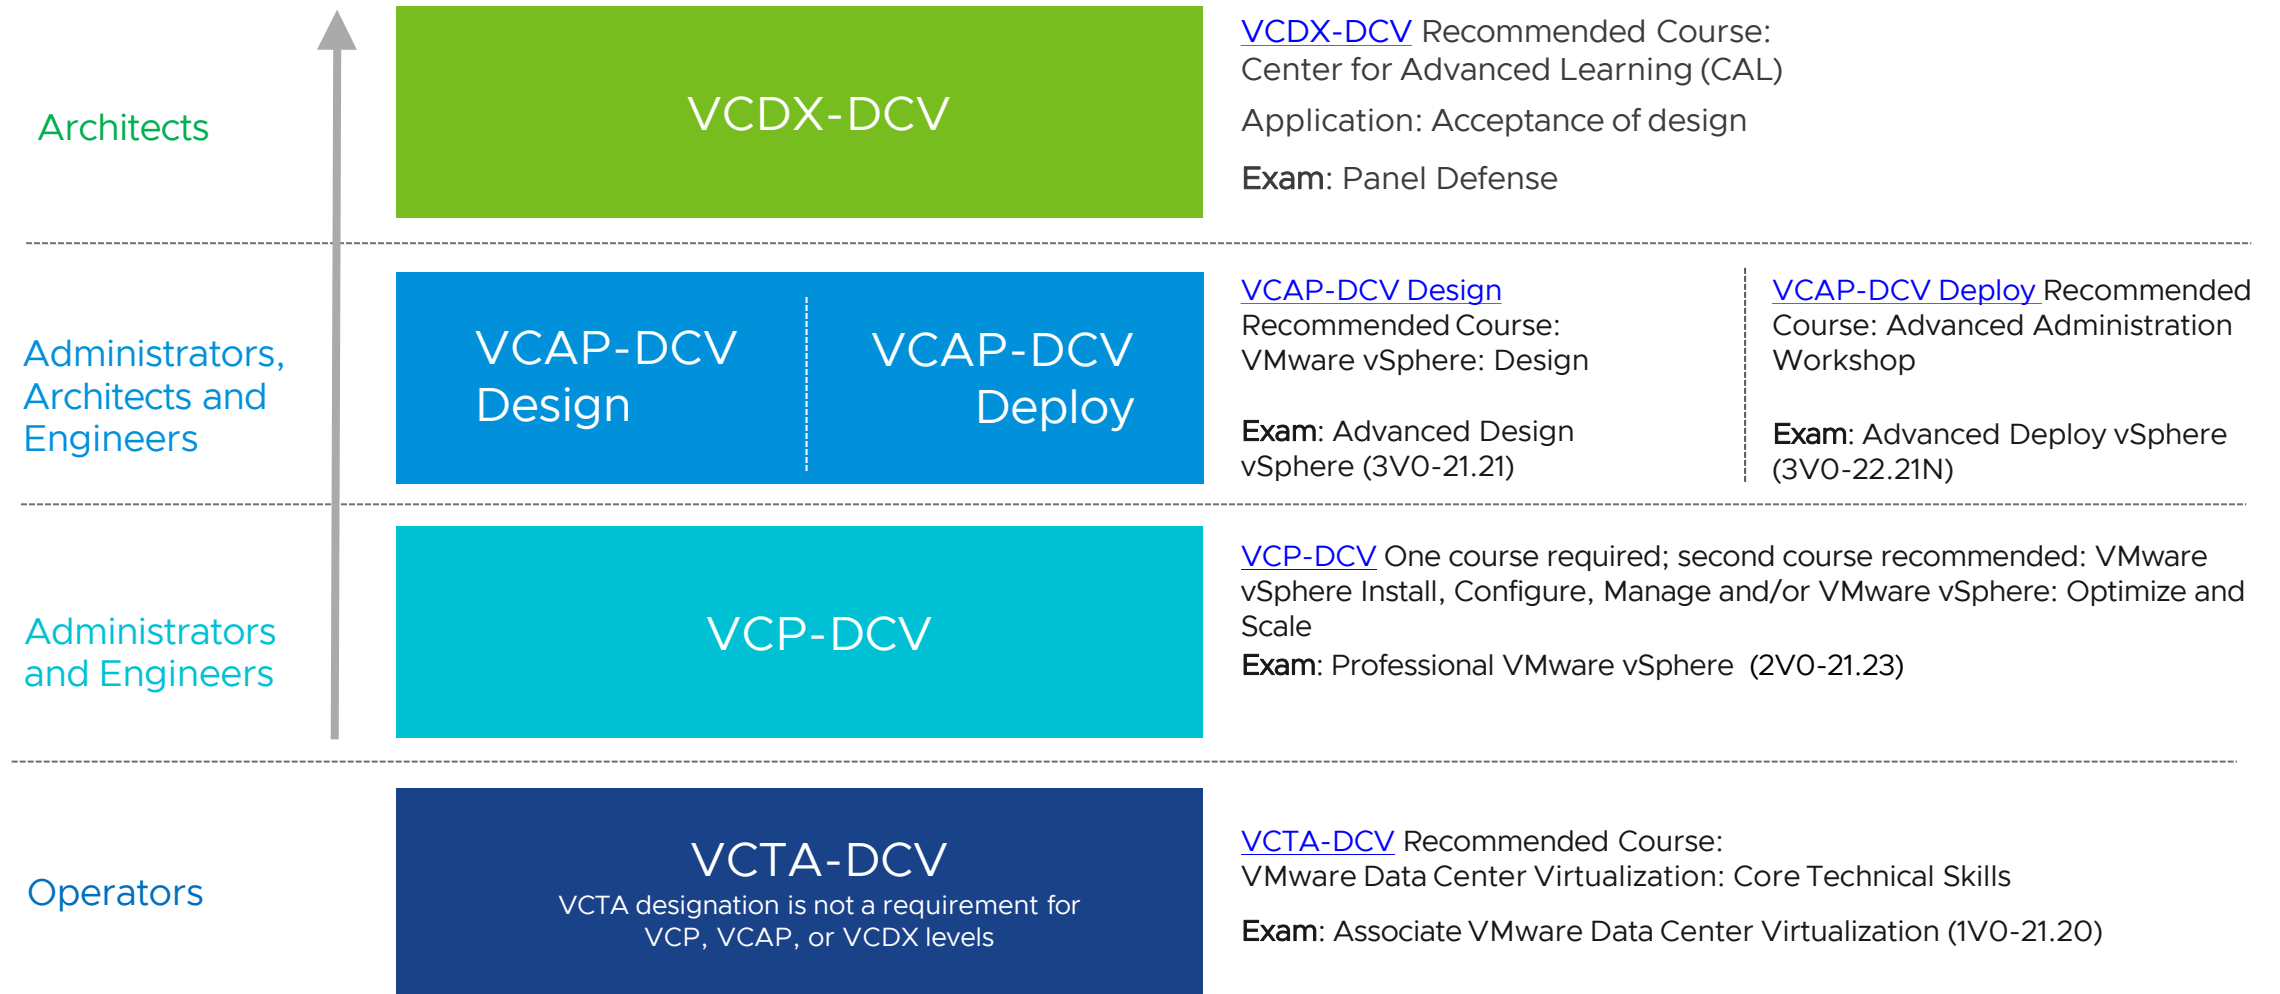 Architects
VCDX-DCV
VCDX-DCV Recommended Course:
Center for Advanced Learning (CAL)
Application: Acceptance of design
Exam: Panel Defense
Administrators,
Architects and
Engineers
VCAP-DCV
Design
VCAP-DCV
Deploy
VCAP-DCV Design
Recommended Course:
VMware vSphere: Design
Exam: Advanced Design
vSphere (3V0-21.21)
VCAP-DCV Deploy Recommended
Course: Advanced Administration
Workshop
Exam: Advanced Deploy vSphere
(3V0-22.21N)
Administrators
and Engineers
VCP-DCV
VCP-DCV One course required; second course recommended: VMware
vSphere Install, Configure, Manage and/or VMware vSphere: Optimize and
Scale
Exam: Professional VMware vSphere (2V0-21.23)
Operators
VCTA-DCV
VCTA designation is not a requirement for
VCP, VCAP, or VCDX levels
VCTA-DCV Recommended Course:
VMware Data Center Virtualization: Core Technical Skills
Exam: Associate VMware Data Center Virtualization (1V0-21.20)